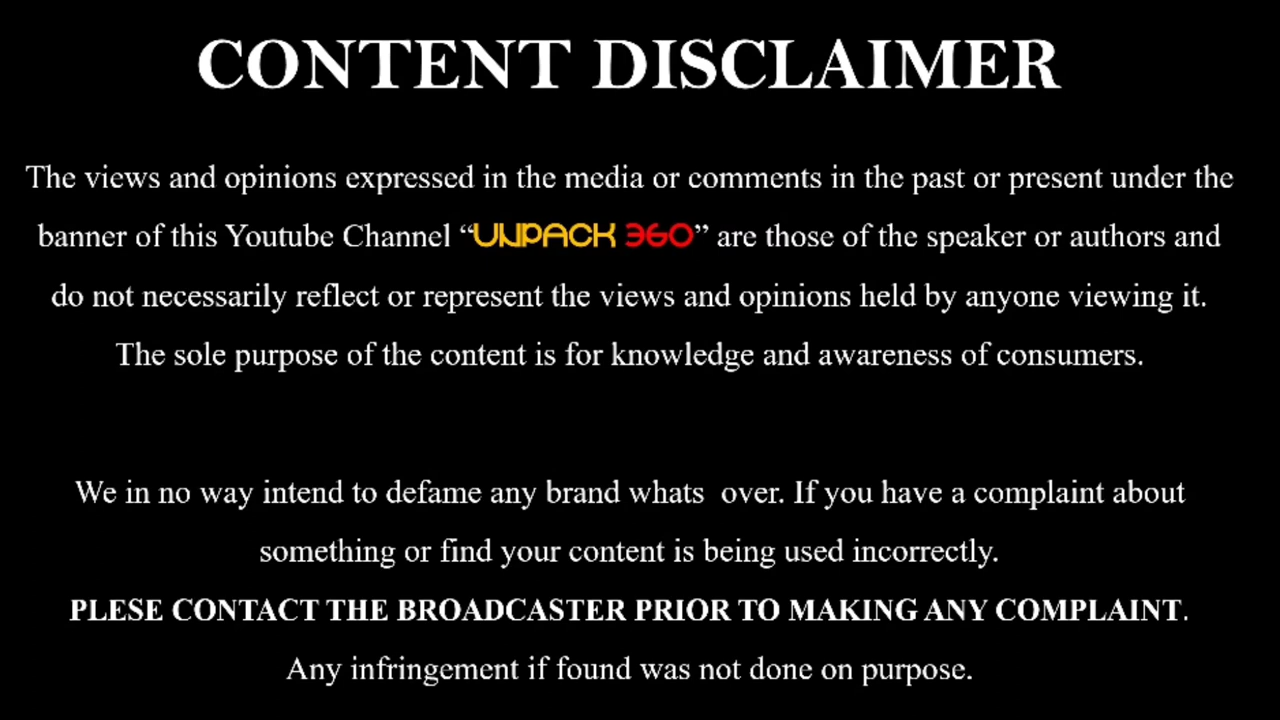 CONTENT DISCLAIMER
The views and opinions expressed in the media or comments in the past or present under the
banner of this Youtube Channel “UNPACK 360” are those of the speaker or authors and
do not necessarily reflect or represent the views and opinions held by anyone viewing it.
The sole purpose of the content is for knowledge and awareness of consumers.
We in no way intend to defame any brand whats  over. If you have a complaint about
something or find your content is being used incorrectly.
PLESE CONTACT THE BROADCASTER PRIOR TO MAKING ANY COMPLAINT.
Any infringement if found was not done on purpose.